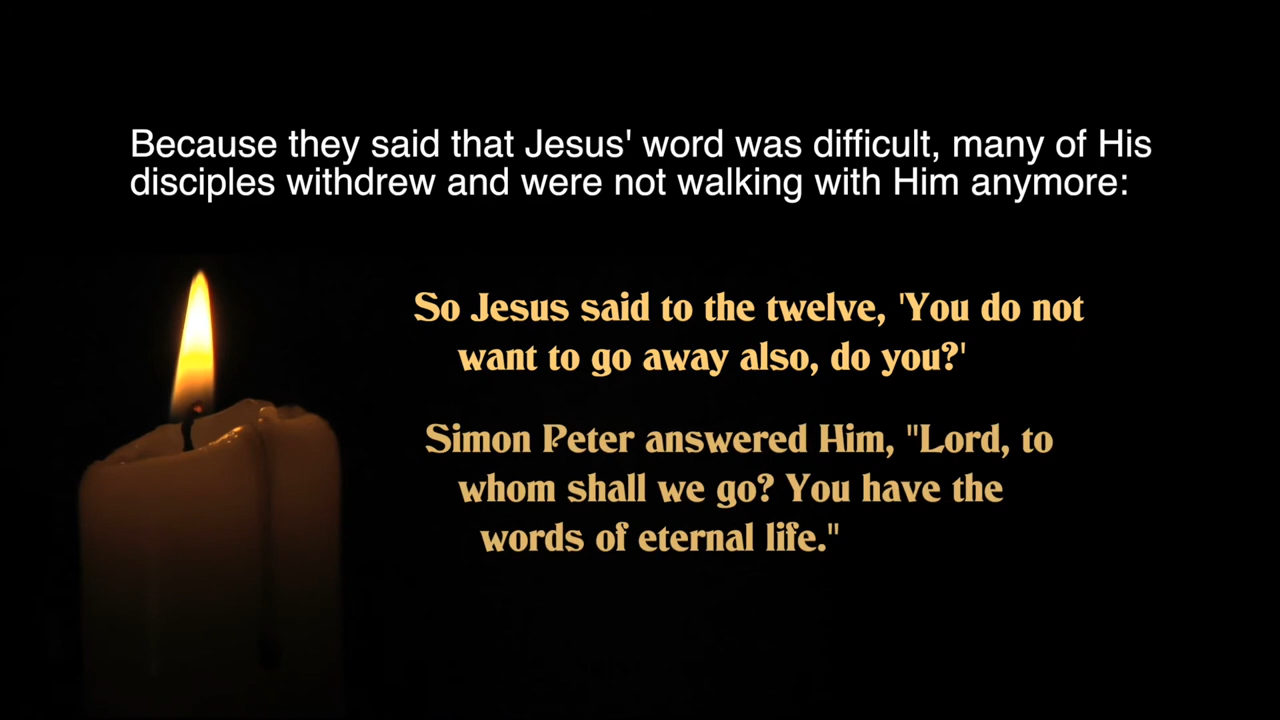 Because they said that Jesus' word was difficult, many of His
disciples withdrew and were not walking with Him anymore:
So Jesus said to the twelve, 'You do not
want to go away also, do you?'
Simon Peter answered Him, "Lord, to
whom shall we go? You have the
words of eternal life."